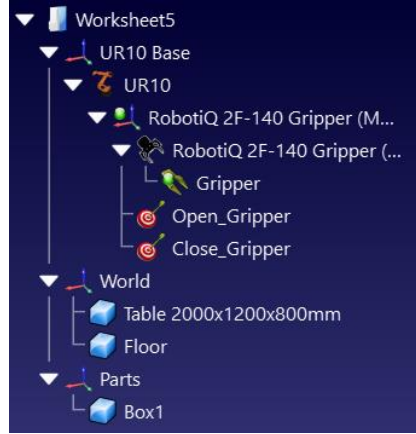 Worksheet5
UR10 Base
UR10
RobotiQ 2F-140 Gripper (M...
RobotiQ 2F-140 Gripper (...
Gripper
Open_Gripper
Close_Gripper
World
Table 2000x1200x800mm
Floor
Parts
Box1